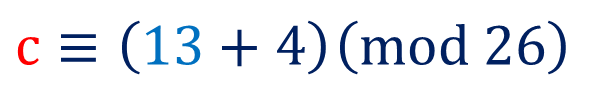 c ≡ (13 + 4)(mod 26)